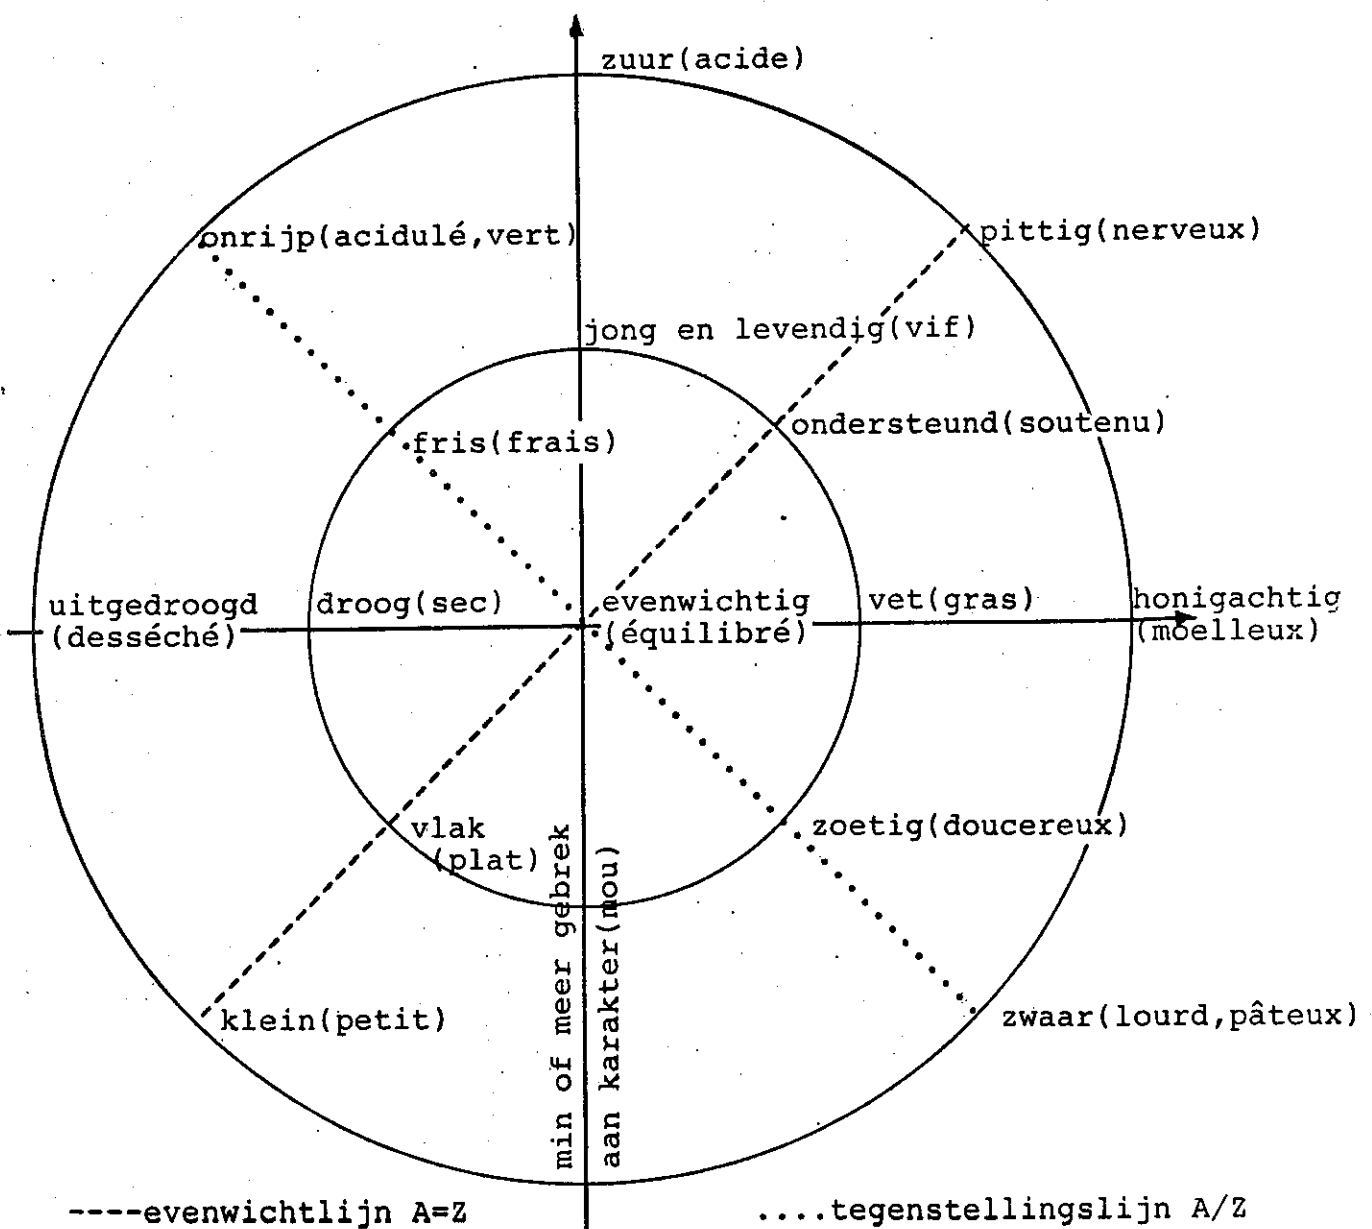 zuur(acide)
onrijp(acidulé,vert)
pittig(nerveux)
jong en levendig(vif)
ondersteund(soutenu)
fris(frais)
uitgedroogd
(desséché)
droog(sec)
evenwichtig
(équilibré)
vet(gras)
honigachtig
(moelleux)
vlak
(plat)
zoetig(doucereux)
min of meer gebrek
aan karakter(mou)
klein(petit)
zwaar(lourd,pâteux)
----evenwichtlijn A=Z
....tegenstellingslijn A/Z